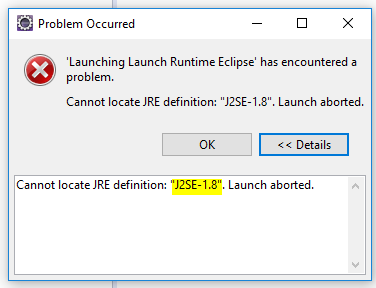 Problem Occurred
'Launching Launch Runtime Eclipse' has encountered a
problem.
Cannot locate JRE definition: "J2SE-1.8". Launch aborted.
OK
<< Details
Cannot locate JRE definition: "J2SE-1.8". Launch aborted.